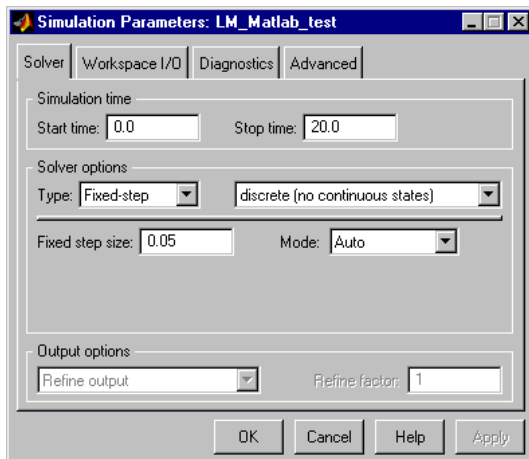 Simulation Parameters: LM_Matlab_test
Solver Workspace I/O Diagnostics Advanced
Simulation time
Start time: 0.0 Stop time: 20.0
Solver options
Type: Fixed-step discrete (no continuous states)
Fixed step size: 0.05 Mode: Auto
Output options
Refine output Refine factor: 1
OK Cancel Help Apply